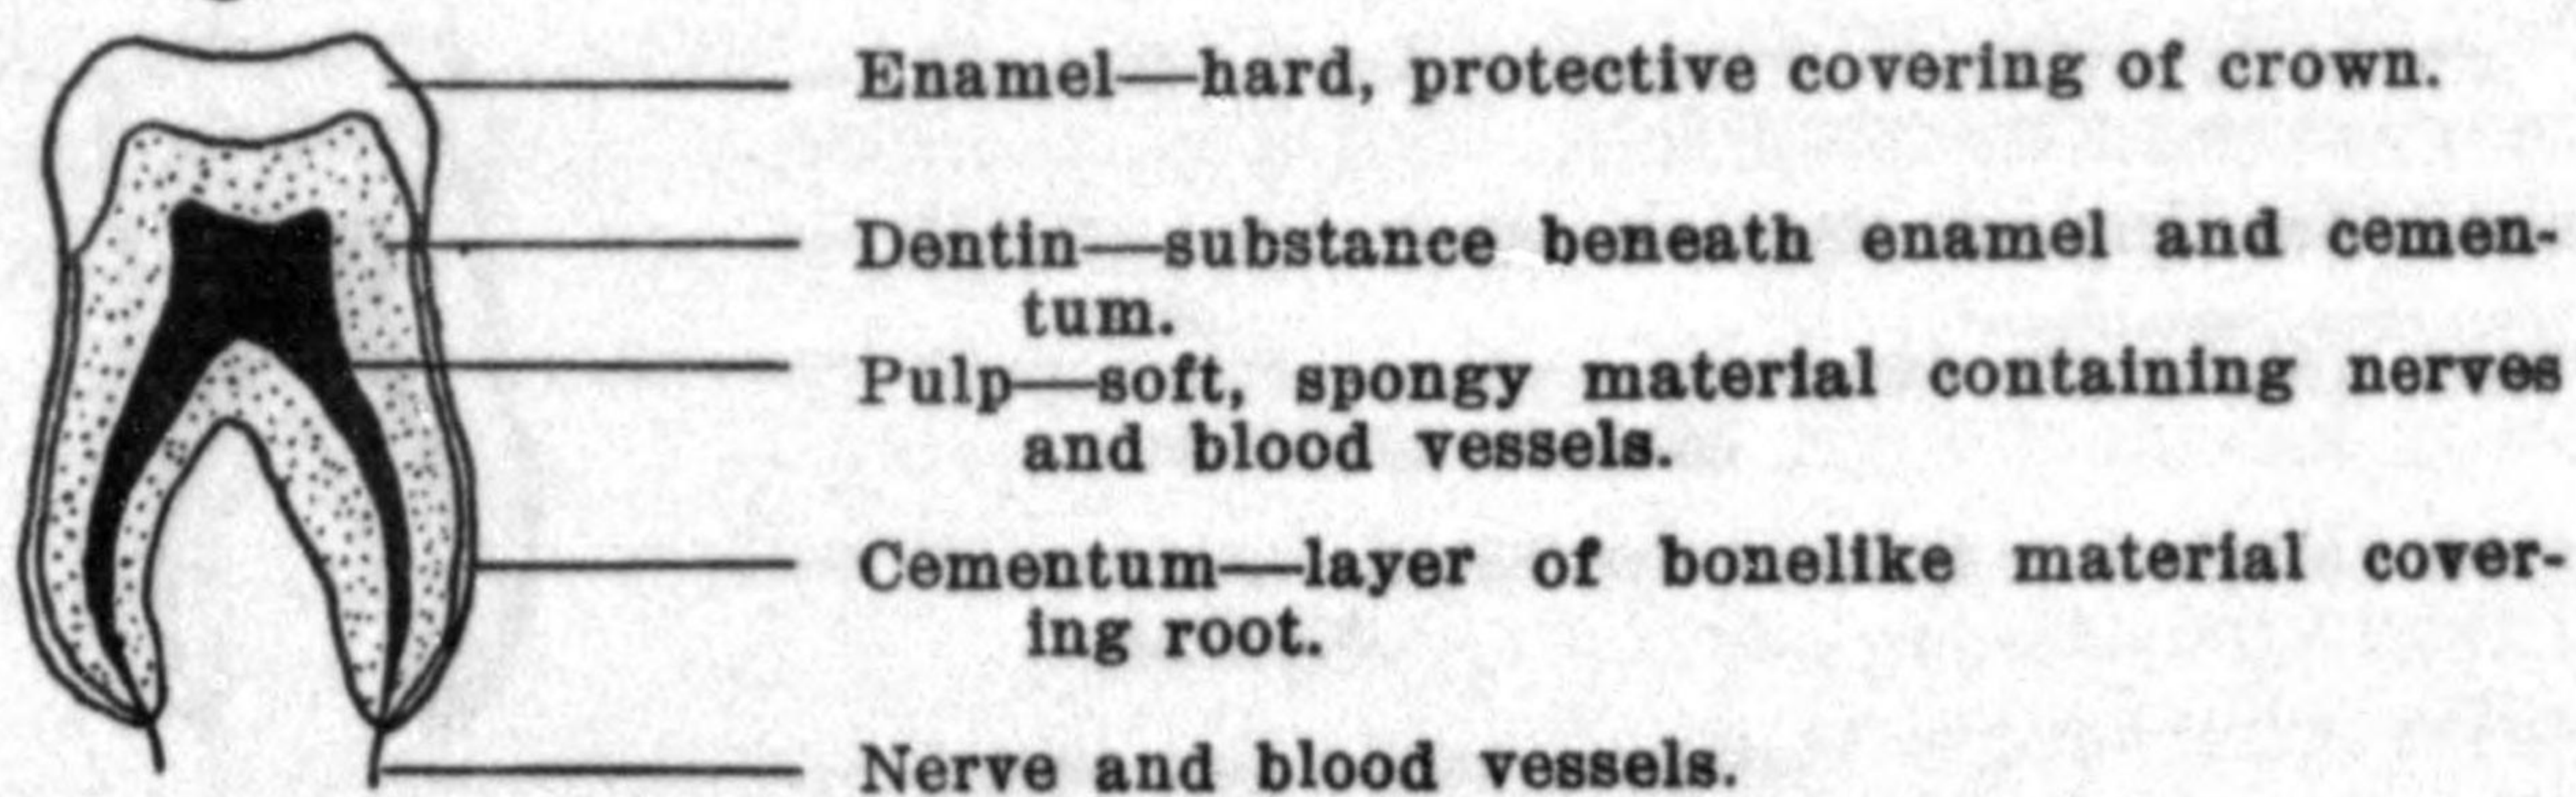 Enamel—hard, protective covering of crown.
Dentin—substance beneath enamel and cemen-
tum.
Pulp—soft, spongy material containing nerves
and blood vessels.
Cementum—layer of bonelike material cover-
ing root.
Nerve and blood vessels.